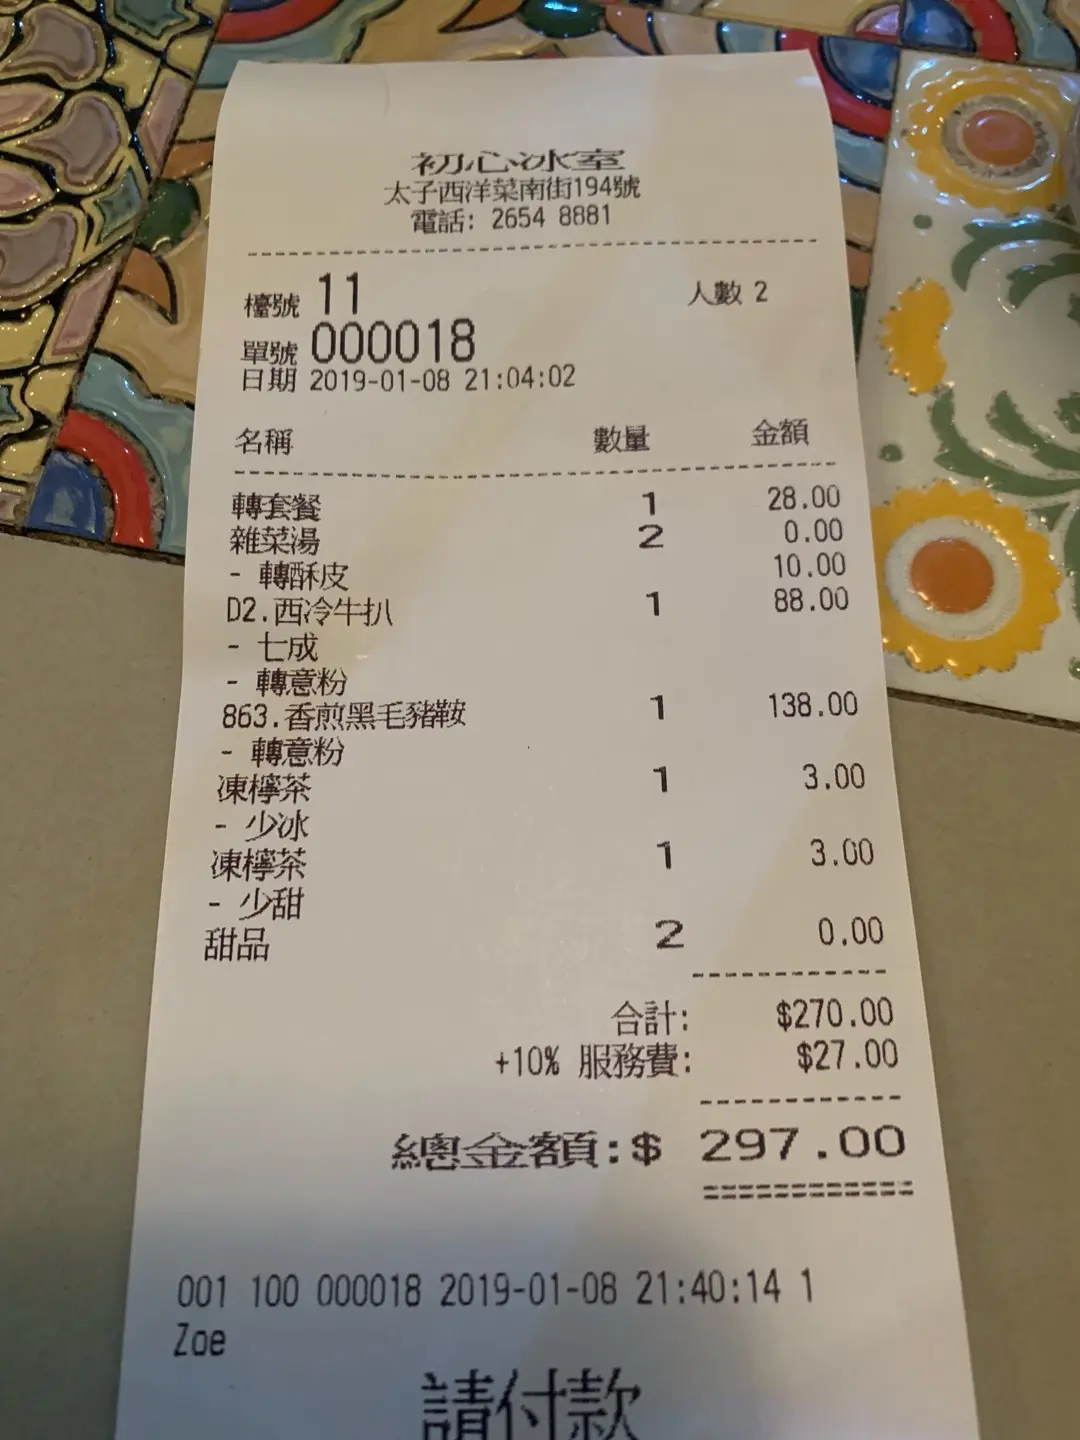 初心冰室
太子西洋菜南街194號
電話: 2654 8881
檯號 11 人數 2
單號 000018
日期 2019-01-08 21:04:02
名稱 數量 金額
轉套餐 1 28.00
雜菜湯 2 0.00
- 轉酥皮 10.00
D2.西冷牛扒 1 88.00
- 七成
- 轉意粉
863.香煎黑毛豬鞍 1 138.00
- 轉意粉
凍檸茶 1 3.00
- 少冰
凍檸茶 1 3.00
- 少甜
甜品 2 0.00
合計: $270.00
+10% 服務費: $27.00
總金額:$ 297.00
001 100 000018 2019-01-08 21:40:14 1
Zoe
請付款